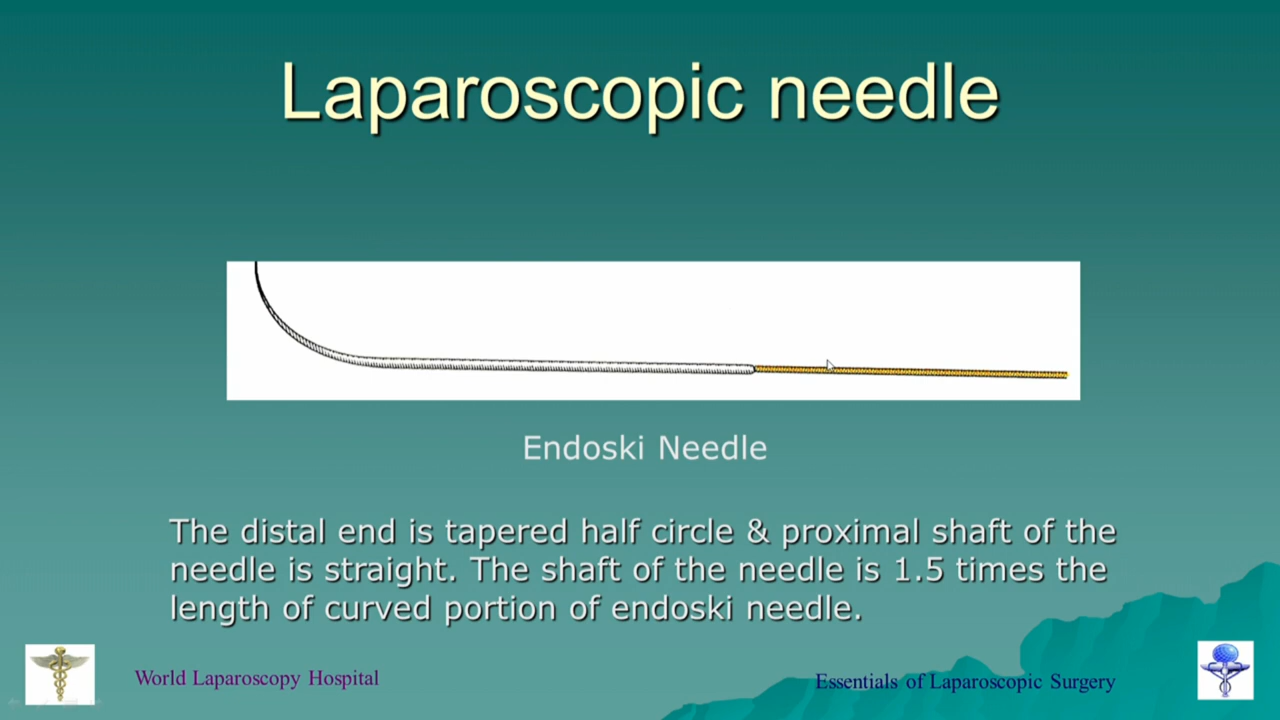 Laparoscopic needle
Endoski Needle
The distal end is tapered half circle & proximal shaft of the
needle is straight. The shaft of the needle is 1.5 times the
length of curved portion of endoski needle.
World Laparoscopy Hospital
Essentials of Laparoscopic Surgery